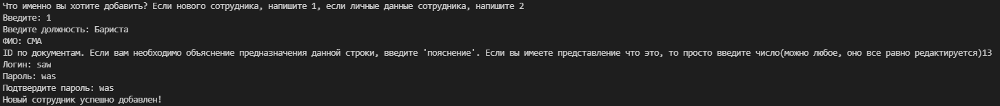 Что именно вы хотите добавить? Если нового сотрудника, напишите 1, если личные данные сотрудника, напишите 2
Введите: 1
Введите должность: Бариста
ФИО: СМА
ID по документам. Если вам необходимо объяснение предназначения данной строки, введите 'пояснение'. Если вы имеете представление что это, то просто введите число(можно любое, оно все равно редактируется)13
Логин: saw
Пароль: was
Подтвердите пароль: was
Новый сотрудник успешно добавлен!